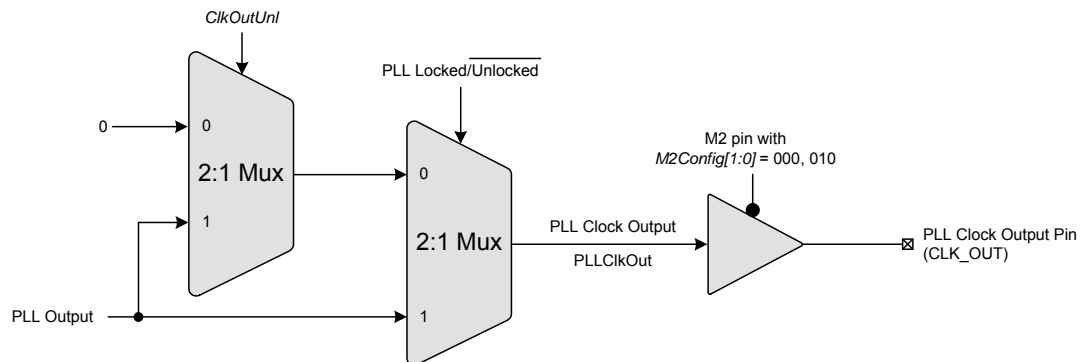 ClkOutUnl
PLL Locked/Unlocked
0
0
M2 pin with
M2Config[1:0] = 000, 010
2:1 Mux
0
1
2:1 Mux
PLL Clock Output
PLLClkOut
PLL Clock Output Pin
(CLK_OUT)
PLL Output
1